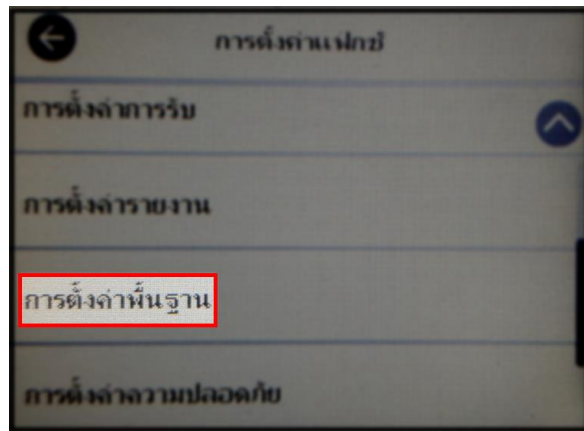 การตั้งค่าแฟกซ์
การตั้งค่าการรับ
การตั้งค่ารายงาน
การตั้งค่าพื้นฐาน
การตั้งค่าความปลอดภัย